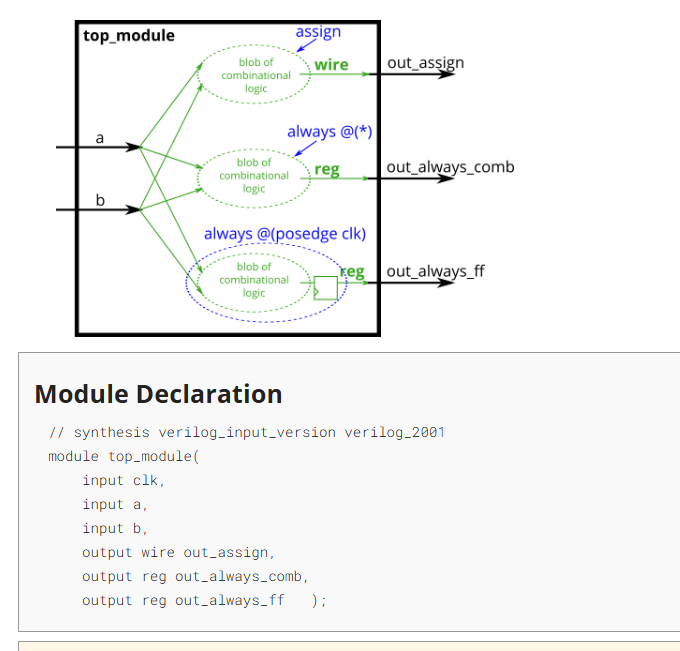 top_module
assign
blob of
combinational
logic
wire
out_assign
a
always @(*)
blob of
combinational
logic
reg
out_always_comb
b
always @(posedge clk)
blob of
combinational
logic
reg
out_always_ff
Module Declaration
// synthesis verilog_input_version verilog_2001
module top_module(
    input clk,
    input a,
    input b,
    output wire out_assign,
    output reg out_always_comb,
    output reg out_always_ff   );